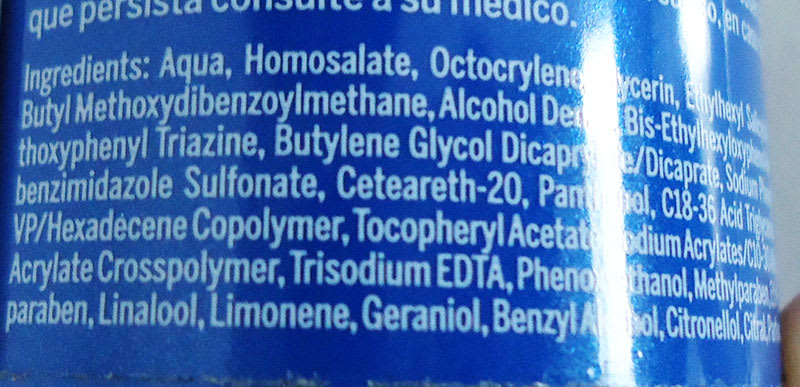 que persista consulte a su médico.
en
Ingredients: Aqua, Homosalate, Octocrylene, Glycerin, Ethylhexyl
Butyl Methoxydibenzoylmethane, Alcohol Bis-Ethylhexyloxyphenol
thoxyphenyl Triazine, Butylene Glycol Dicaprylate/Dicaprate, Sodium
benzimidazole Sulfonate, Ceteareth-20, Panthenol, C18-36 Acid
VP/Hexadecene Copolymer, Tocopheryl Acetate, Sodium Acrylates/C10-
Acrylate Crosspolymer, Trisodium EDTA, Phenoxyethanol, Methylparaben,
paraben, Linalool, Limonene, Geraniol, Benzyl Alcohol, Citronellol, Citral,